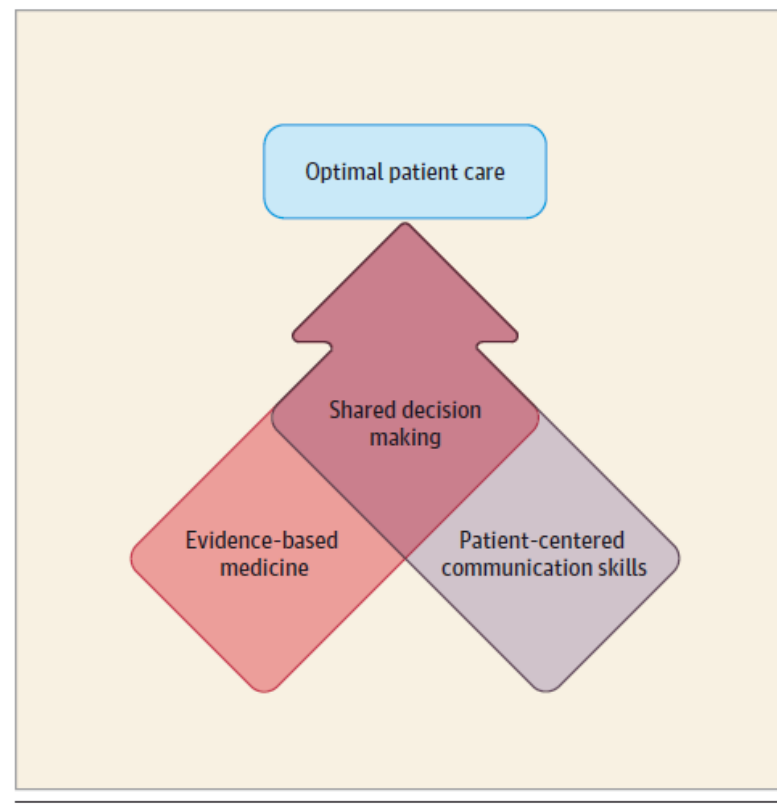 Optimal patient care
Shared decision
making
Evidence-based
medicine
Patient-centered
communication skills